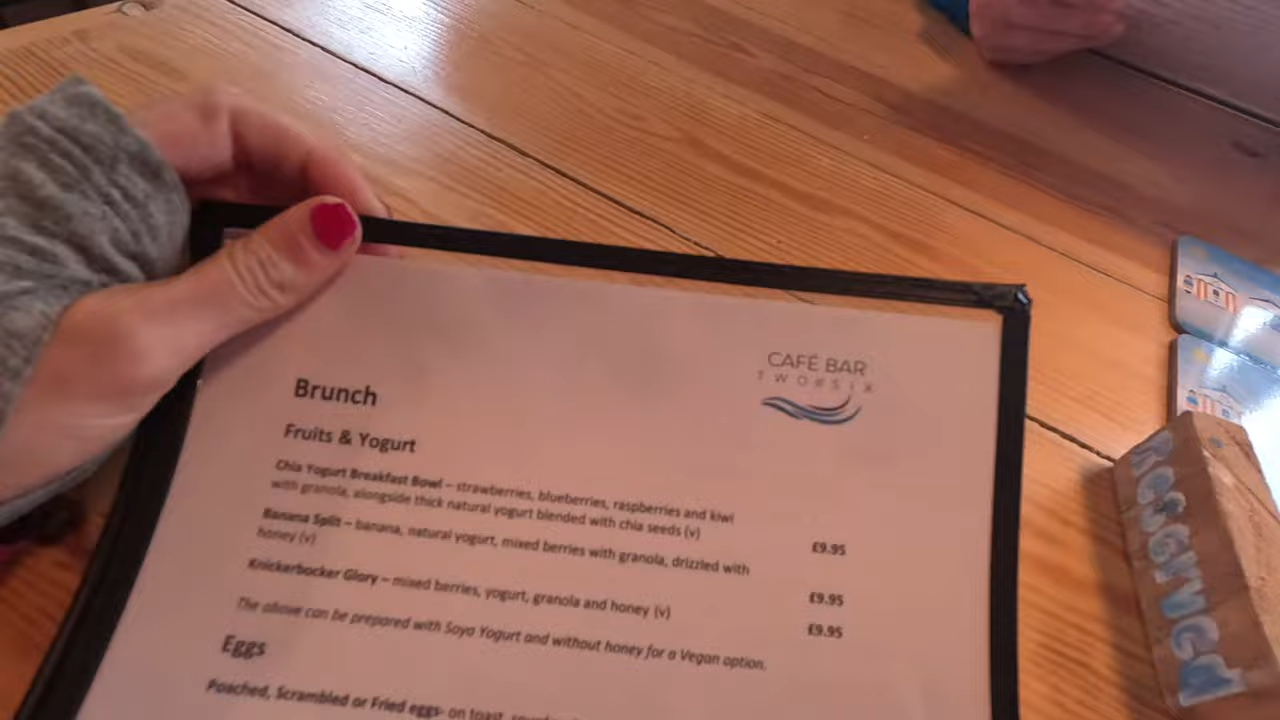 CAFÉ BAR
TWO&SIX
Brunch
Fruits & Yogurt
Chia Yogurt Breakfast Bowl – strawberries, blueberries, raspberries and kiwi
with granola, alongside thick natural yogurt blended with chia seeds (v)
£9.95
Banana Split – banana, natural yogurt, mixed berries with granola, drizzled with
honey (v)
£9.95
Knickerbocker Glory – mixed berries, yogurt, granola and honey (v)
£9.95
The above can be prepared with Soya Yogurt and without honey for a Vegan option.
Eggs
Poached, Scrambled or Fried eggs- on toast,
Reserved